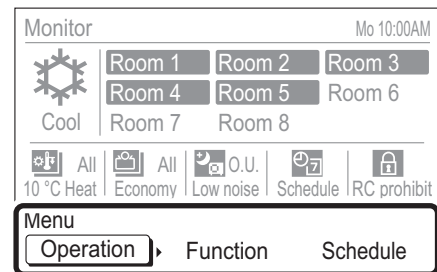 Monitor Mo 10:00AM
Room 1 Room 2 Room 3
Room 4 Room 5 Room 6
Cool Room 7 Room 8
All All O.U. 7
10 °C Heat Economy Low noise Schedule RC prohibit
Menu
Operation Function Schedule